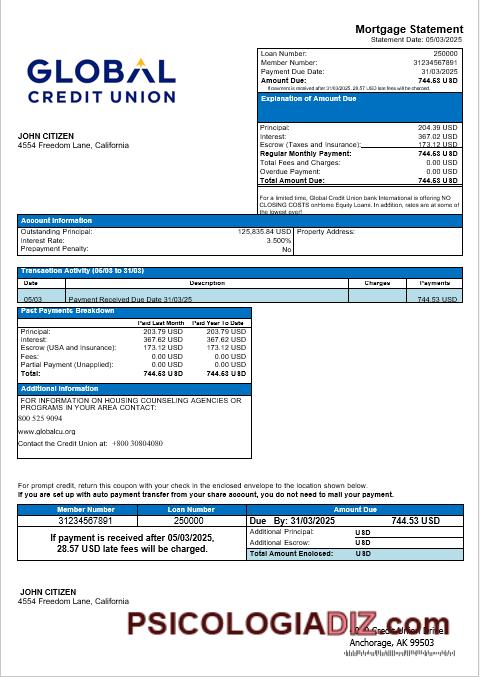 Mortgage Statement
Statement Date: 05/03/2025
GLOBAL
CREDIT UNION
Loan Number: 250000
Member Number: 31234567891
Payment Due Date: 31/03/2025
Amount Due: 744.53 USD
If payment is received after 31/03/2025, 28.57 USD late fees will be charged.
Explanation of Amount Due
JOHN CITIZEN
4554 Freedom Lane, California
Principal: 204.39 USD
Interest: 367.02 USD
Escrow (Taxes and Insurance): 173.12 USD
Regular Monthly Payment: 744.53 USD
Total Fees and Charges: 0.00 USD
Overdue Payment: 0.00 USD
Total Amount Due: 744.53 USD
For a limited time, Global Credit Union bank International is offering NO
CLOSING COSTS onHome Equity Loans. In addition, rates are at some of
the lowest ever!
Account Information
Outstanding Principal: 125,835.84 USD Property Address:
Interest Rate: 3.500%
Prepayment Penalty: No
Transaction Activity (05/03 to 31/03)
Date Description Charges Payments
05/03 Payment Received Due Date 31/03/25 744.53 USD
Past Payments Breakdown
Paid Last Month Paid Year To Date
Principal: 203.79 USD 203.79 USD
Interest: 367.62 USD 367.62 USD
Escrow (USA and Insurance): 173.12 USD 173.12 USD
Fees: 0.00 USD 0.00 USD
Partial Payment (Unapplied): 0.00 USD 0.00 USD
Total: 744.53 USD 744.53 USD
Additional Information
FOR INFORMATION ON HOUSING COUNSELING AGENCIES OR
PROGRAMS IN YOUR AREA CONTACT:
800 525 9094
www.globalcu.org
Contact the Credit Union at: +800 30804080
For prompt credit, return this coupon with your check in the enclosed envelope to the location shown below.
If you are set up with auto payment transfer from your share account, you do not need to mail your payment.
Member Number Loan Number Amount Due
31234567891 250000 Due By: 31/03/2025 744.53 USD
If payment is received after 05/03/2025,
28.57 USD late fees will be charged.
Additional Principal: USD
Additional Escrow: USD
Total Amount Enclosed: USD
JOHN CITIZEN
4554 Freedom Lane, California
PSICOLOGIADIZ.com
Credit Union Drive
Anchorage, AK 99503